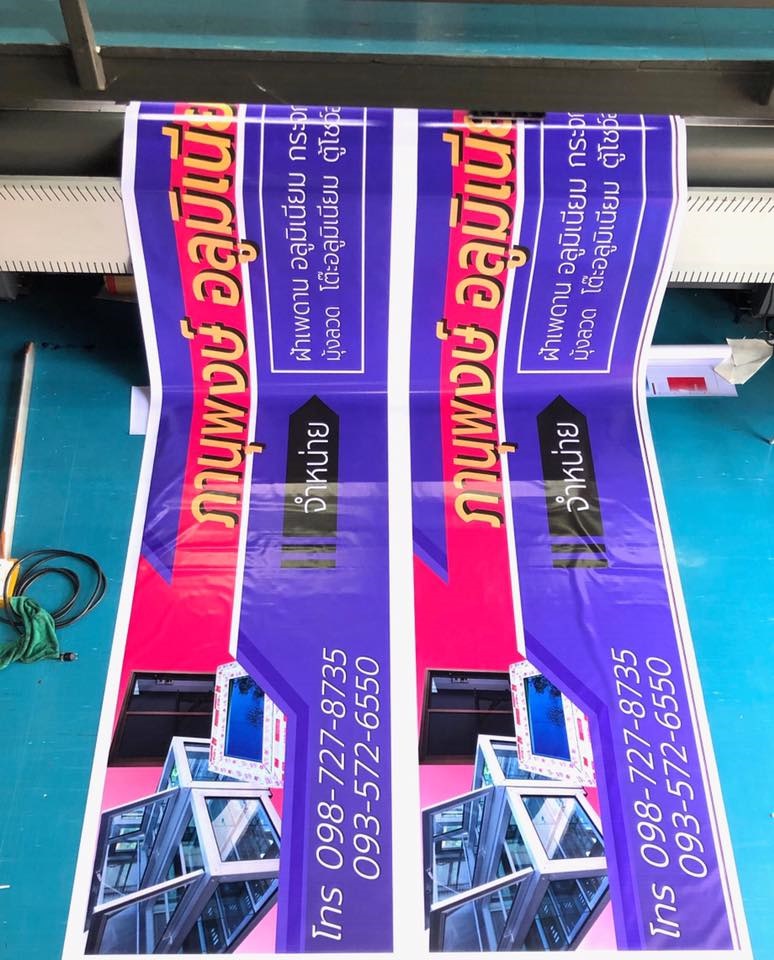 ภานุพงษ์ อลูมิเนีย
จำหน่าย
ฝ้าเพดาน อลูมิเนียม กระจก
มุ้งลวด โต๊ะอลูมิเนียม ตู้โชว์
โทร 098-727-8735
093-572-6550
ภานุพงษ์ อลูมิเนีย
จำหน่าย
ฝ้าเพดาน อลูมิเนียม กระจ
มุ้งลวด โต๊ะอลูมิเนียม ตู้โชว์
โทร 098-727-8735
093-572-6550